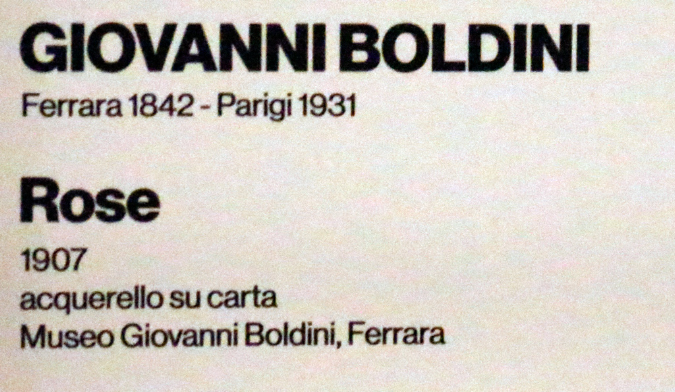 GIOVANNI BOLDINI
Ferrara 1842 - Parigi 1931
Rose
1907
acquerello su carta
Museo Giovanni Boldini, Ferrara